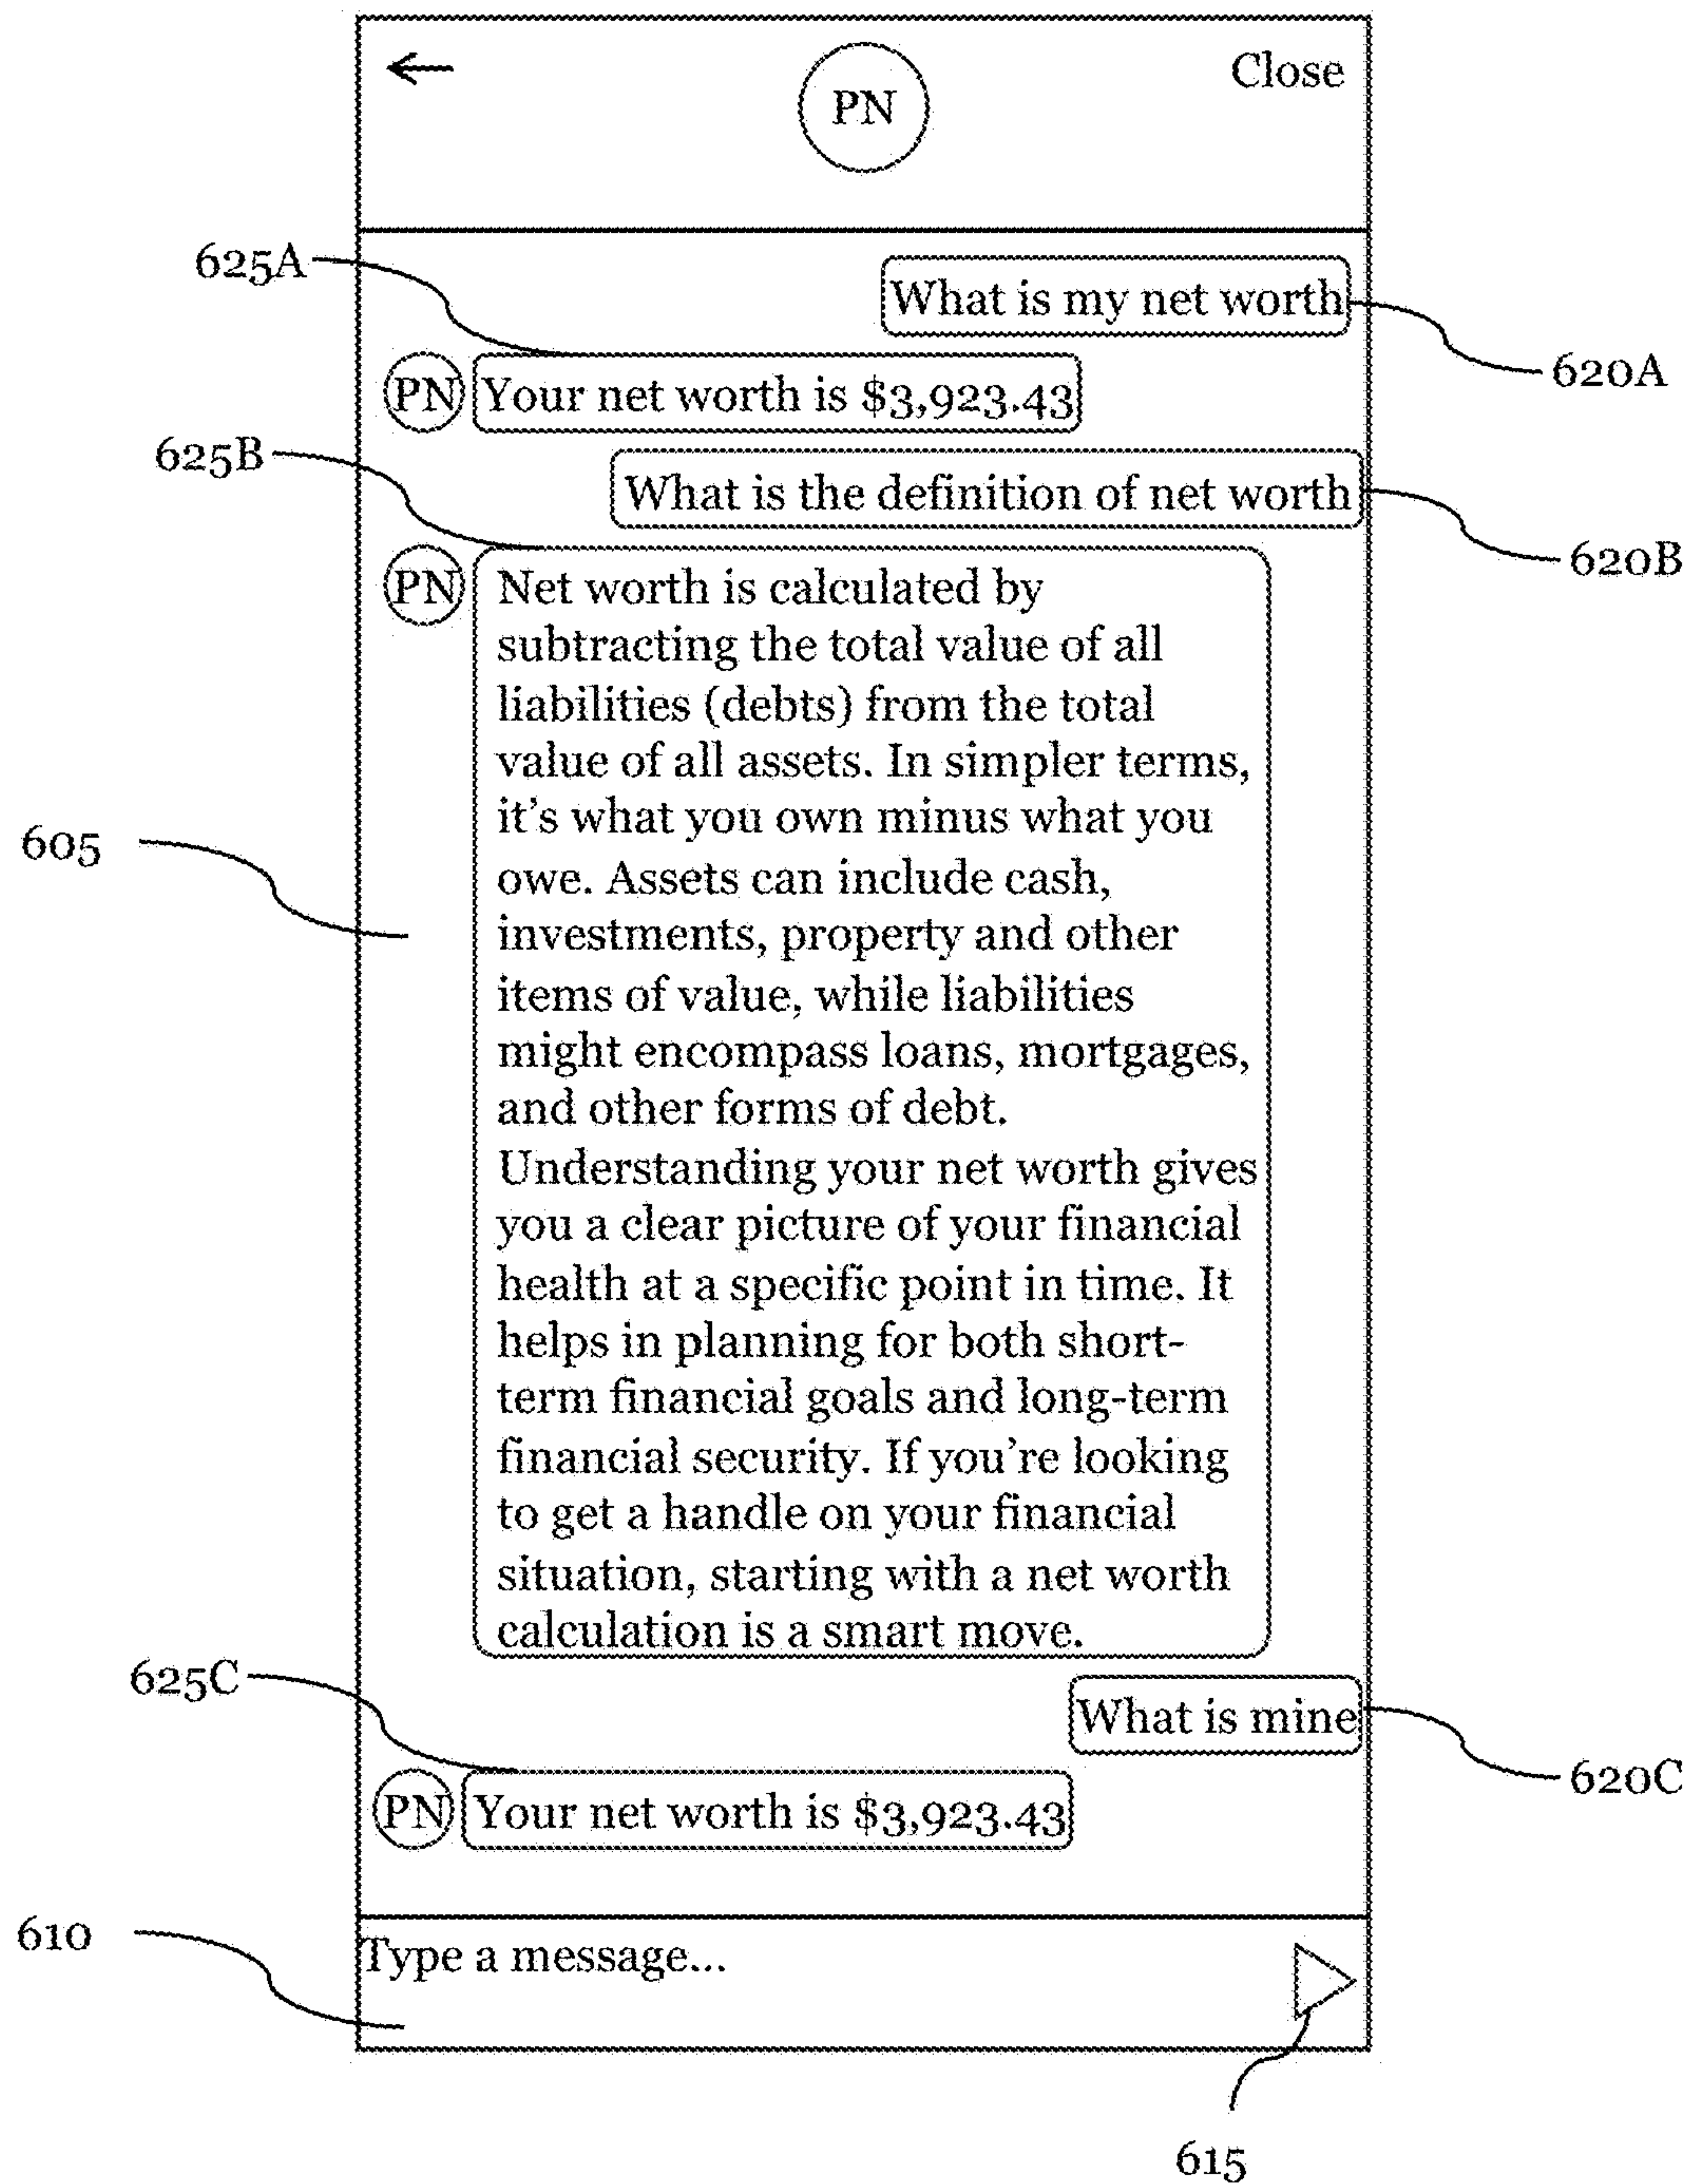 Close
PN
625A
What is my net worth
620A
PN
Your net worth is $3,923.43
625B
What is the definition of net worth
620B
PN
Net worth is calculated by
subtracting the total value of all
liabilities (debts) from the total
value of all assets. In simpler terms,
it's what you own minus what you
605
owe. Assets can include cash,
investments, property and other
items of value, while liabilities
might encompass loans, mortgages,
and other forms of debt.
Understanding your net worth gives
you a clear picture of your financial
health at a specific point in time. It
helps in planning for both short-
term financial goals and long-term
financial security. If you're looking
to get a handle on your financial
situation, starting with a net worth
calculation is a smart move.
625C
What is mine
620C
PN
Your net worth is $3,923.43
610
Type a message...
615